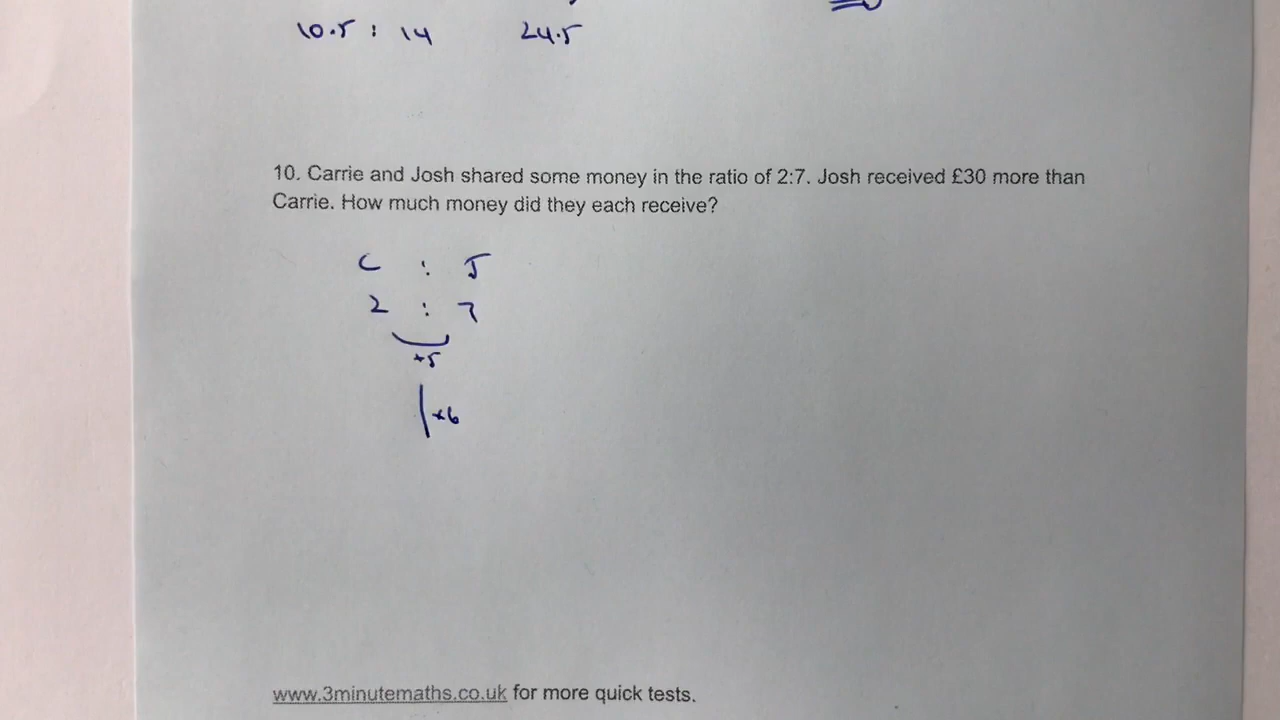 10.5 : 14 24.5
10. Carrie and Josh shared some money in the ratio of 2:7. Josh received £30 more than
Carrie. How much money did they each receive?
C : J
2 : 7
+5
×6
www.3minutemaths.co.uk for more quick tests.